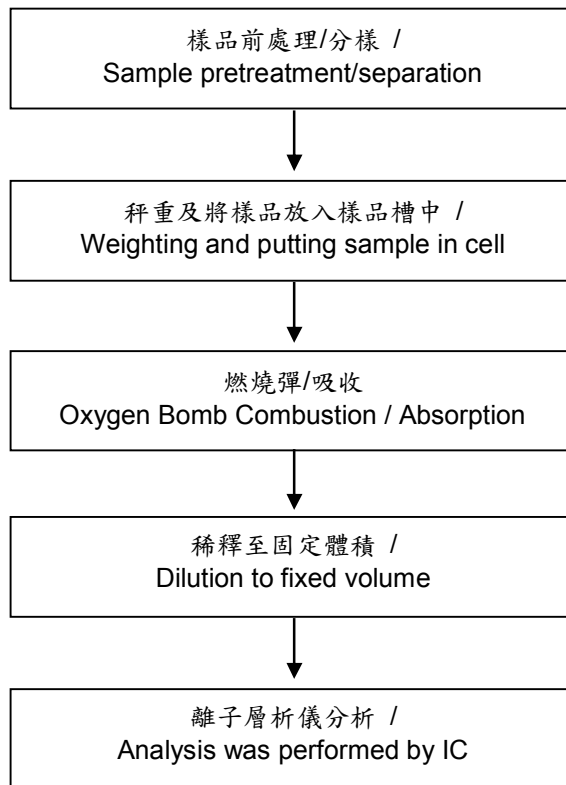 樣品前處理/分樣 /
Sample pretreatment/separation
秤重及將樣品放入樣品槽中 /
Weighting and putting sample in cell
燃燒彈/吸收
Oxygen Bomb Combustion / Absorption
稀釋至固定體積 /
Dilution to fixed volume
離子層析儀分析 /
Analysis was performed by IC